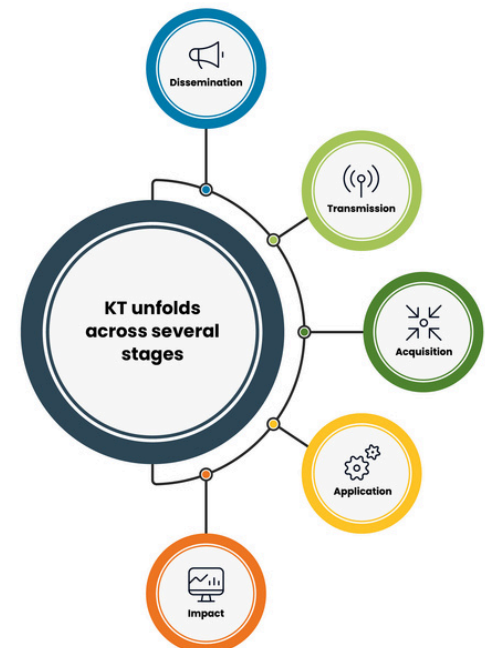 Dissemination
Transmission
KT unfolds
across several
stages
Acquisition
Application
Impact